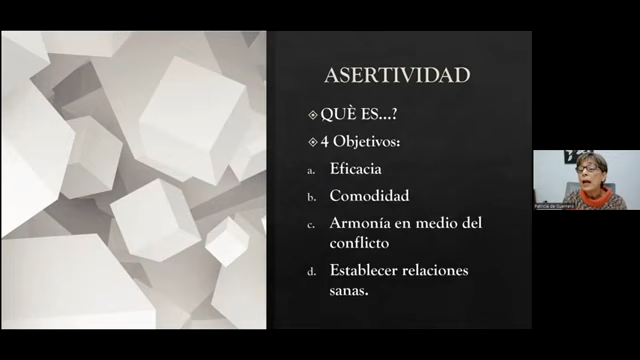 ASERTIVIDAD
QUÈ ES...?
4 Objetivos:
a. Eficacia
b. Comodidad
c. Armonía en medio del
conflicto
d. Establecer relaciones
sanas.
Patricia de Guerrero